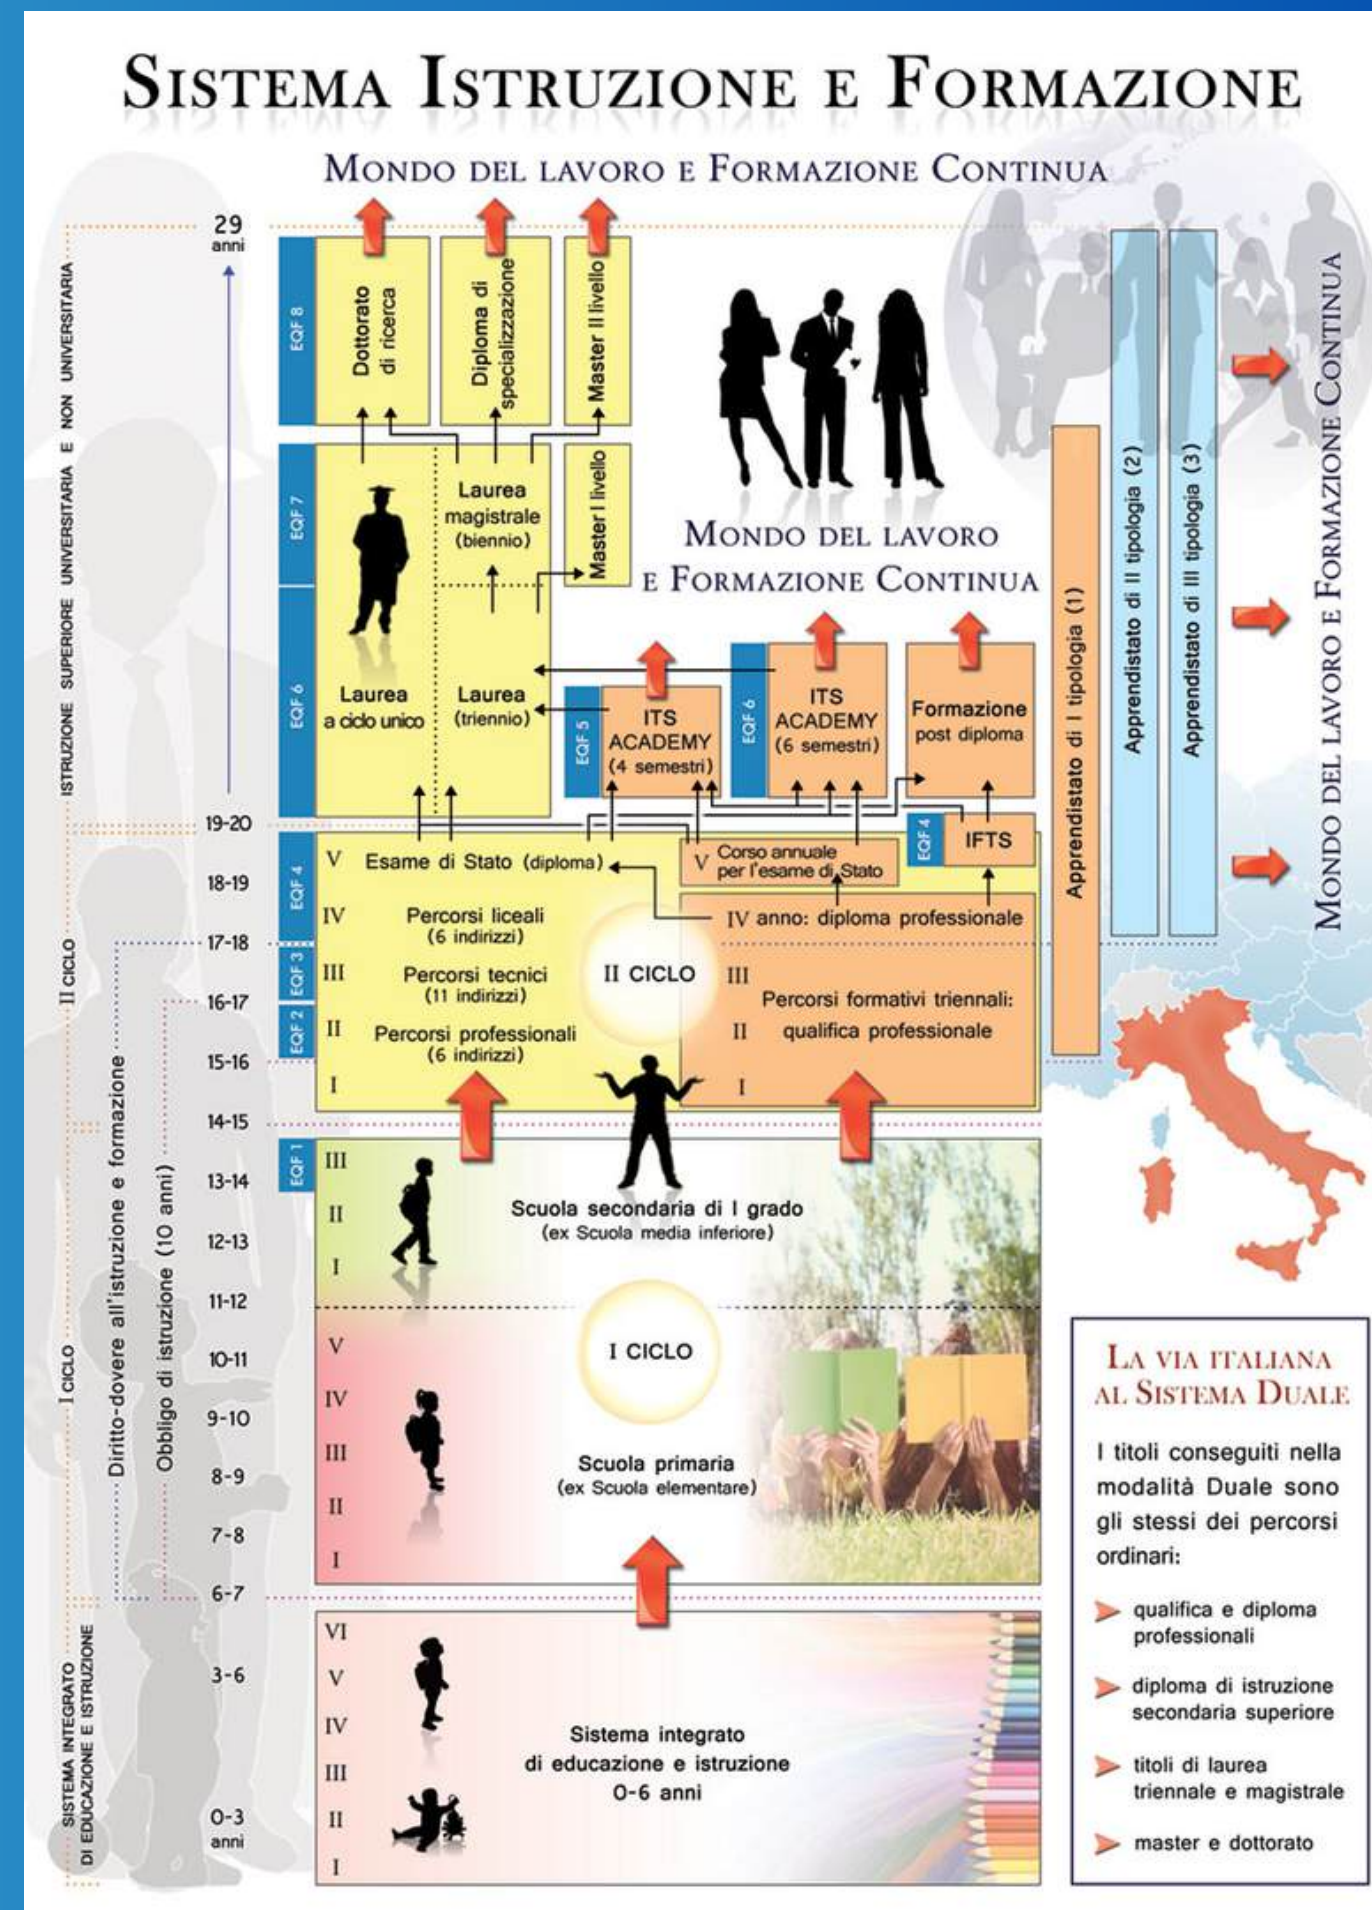 SISTEMA ISTRUZIONE E FORMAZIONE
MONDO DEL LAVORO E FORMAZIONE CONTINUA
29
anni
19-20
18-19
17-18
16-17
15-16
14-15
13-14
12-13
11-12
10-11
9-10
8-9
7-8
6-7
3-6
0-3
anni
ISTRUZIONE SUPERIORE UNIVERSITARIA E NON UNIVERSITARIA
II CICLO
I CICLO
SISTEMA INTEGRATO
DI EDUCAZIONE E ISTRUZIONE
Diritto-dovere all'istruzione e formazione
Obbligo di istruzione (10 anni)
EQF 8
Dottorato
di ricerca
Diploma di
specializzazione
Master II livello
EQF 7
Laurea
magistrale
(biennio)
Master I livello
EQF 6
Laurea
a ciclo unico
Laurea
(triennio)
MONDO DEL LAVORO
E FORMAZIONE CONTINUA
EQF 5
ITS
ACADEMY
(4 semestri)
EQF 6
ITS
ACADEMY
(6 semestri)
Formazione
post diploma
EQF 4
IFTS
EQF 4
EQF 3
EQF 2
V
Esame di Stato (diploma)
IV
Percorsi liceali
(6 indirizzi)
III
Percorsi tecnici
(11 indirizzi)
II
Percorsi professionali
(6 indirizzi)
I
II CICLO
V
Corso annuale
per l'esame di Stato
IV anno: diploma professionale
III
Percorsi formativi triennali:
II
qualifica professionale
I
Apprendistato di I tipologia (1)
Apprendistato di II tipologia (2)
Apprendistato di III tipologia (3)
MONDO DEL LAVORO E FORMAZIONE CONTINUA
EQF 1
III
II
I
Scuola secondaria di I grado
(ex Scuola media inferiore)
I CICLO
V
IV
III
II
I
Scuola primaria
(ex Scuola elementare)
VI
V
IV
III
II
I
Sistema integrato
di educazione e istruzione
0-6 anni
LA VIA ITALIANA
AL SISTEMA DUALE
I titoli conseguiti nella
modalità Duale sono
gli stessi dei percorsi
ordinari:
qualifica e diploma
professionali
diploma di istruzione
secondaria superiore
titoli di laurea
triennale e magistrale
master e dottorato